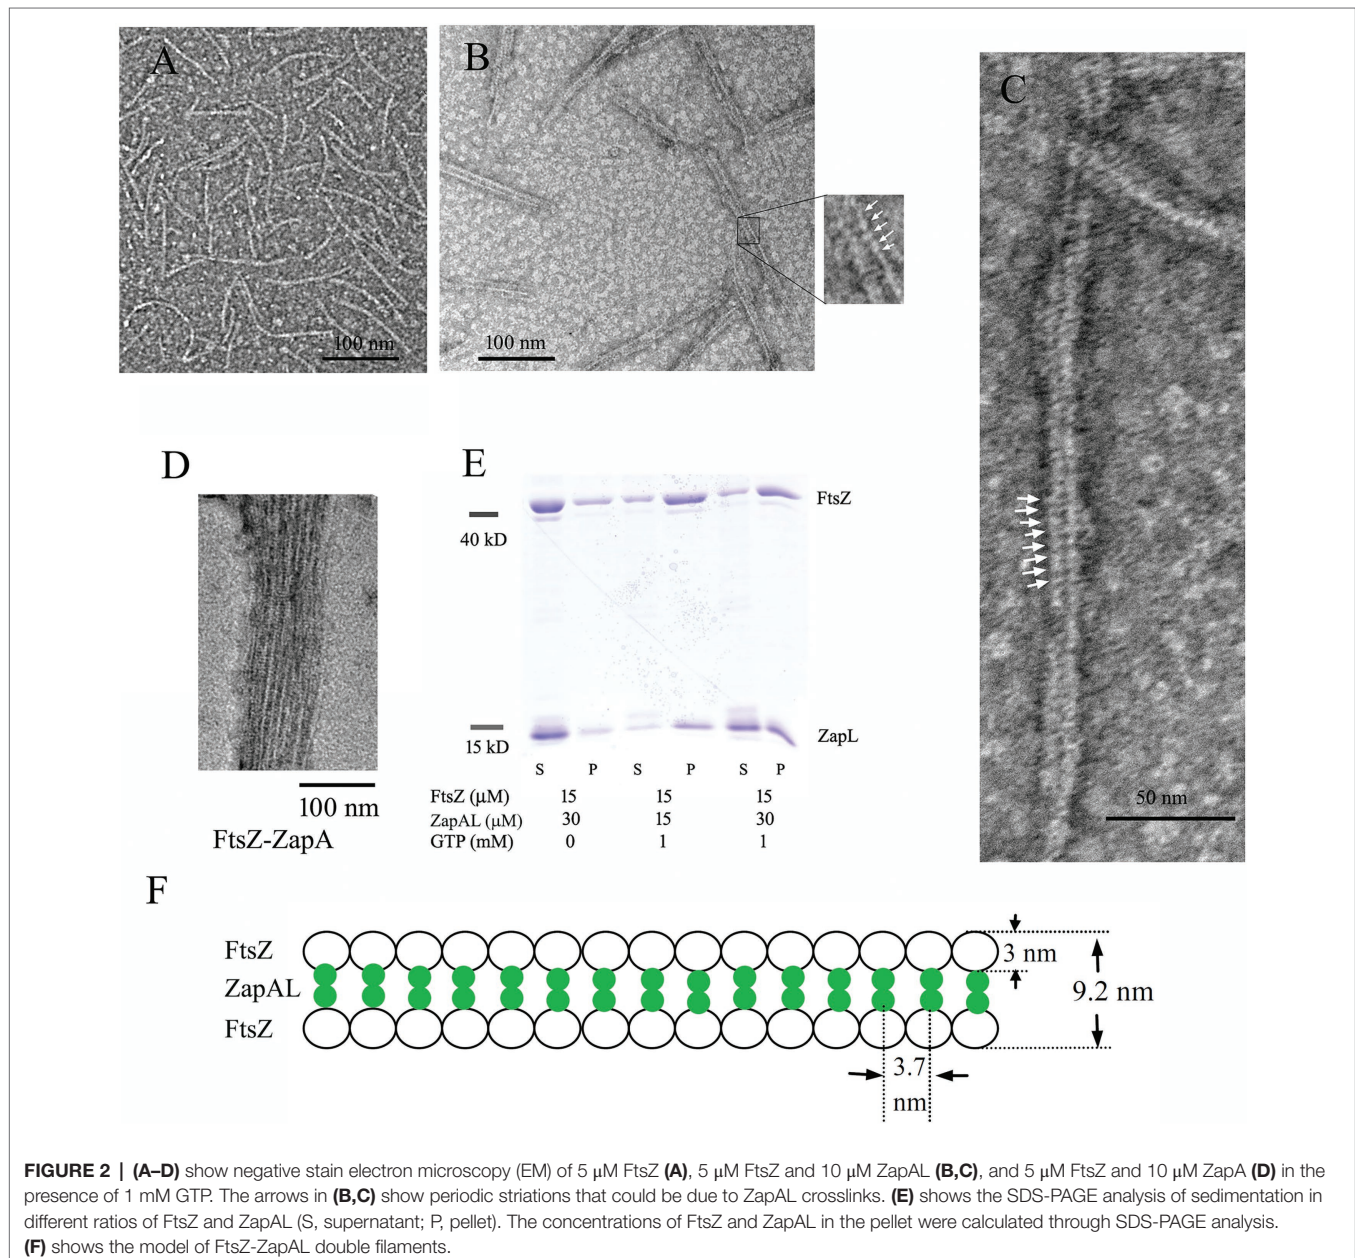 A
B
C
100 nm
100 nm
50 nm
D
100 nm
FtsZ-ZapA
E
FtsZ
40 kD
15 kD
ZapL
S P S P S P
FtsZ (µM) 15 15 15
ZapAL (µM) 30 15 30
GTP (mM) 0 1 1
F
FtsZ
ZapAL
FtsZ
3 nm
9.2 nm
3.7
nm
FIGURE 2 | (A–D) show negative stain electron microscopy (EM) of 5 µM FtsZ (A), 5 µM FtsZ and 10 µM ZapAL (B,C), and 5 µM FtsZ and 10 µM ZapA (D) in the
presence of 1 mM GTP. The arrows in (B,C) show periodic striations that could be due to ZapAL crosslinks. (E) shows the SDS-PAGE analysis of sedimentation in
different ratios of FtsZ and ZapAL (S, supernatant; P, pellet). The concentrations of FtsZ and ZapAL in the pellet were calculated through SDS-PAGE analysis.
(F) shows the model of FtsZ-ZapAL double filaments.